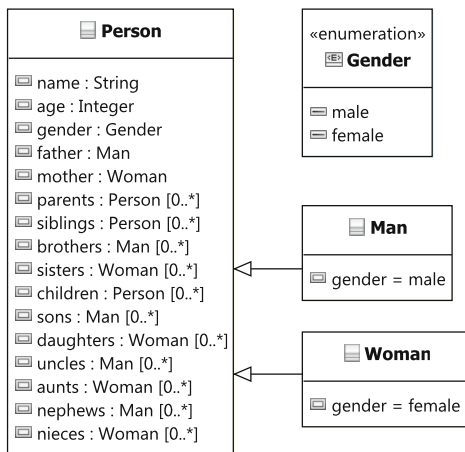 Person
name : String
age : Integer
gender : Gender
father : Man
mother : Woman
parents : Person [0..*]
siblings : Person [0..*]
brothers : Man [0..*]
sisters : Woman [0..*]
children : Person [0..*]
sons : Man [0..*]
daughters : Woman [0..*]
uncles : Man [0..*]
aunts : Woman [0..*]
nephews : Man [0..*]
nieces : Woman [0..*]
«enumeration»
<E> Gender
male
female
Man
gender = male
Woman
gender = female